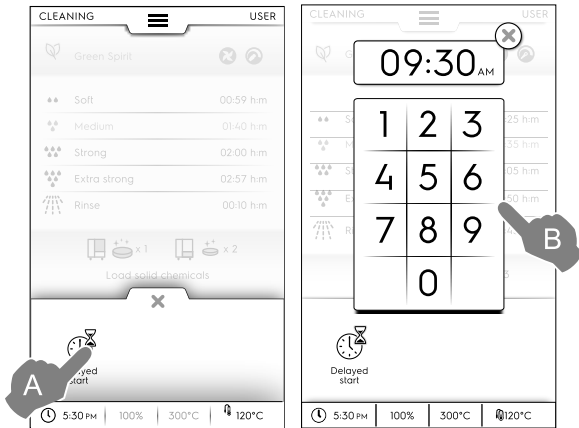 CLEANING USER
Green Spirit
Soft 00:59 h:m
Medium 01:40 h:m
Strong 02:00 h:m
Extra strong 02:57 h:m
Rinse 00:10 h:m
x 1 x 2
Load solid chemicals
A
start
5:30 PM 100% 300°C 120°C
CLEANING USER
09:30 AM
1 2 3
4 5 6
7 8 9
0
B
Delayed
start
5:30 PM 100% 300°C 120°C